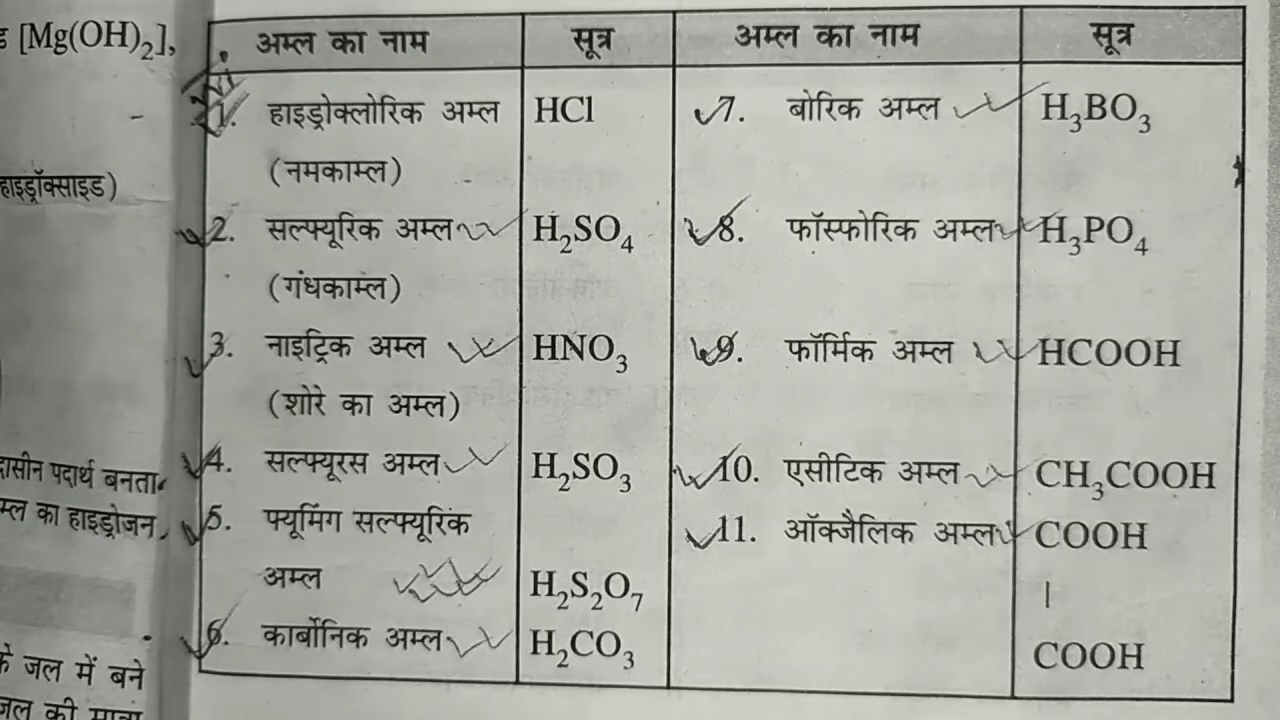 ड [Mg(OH)₂],
हाइड्रॉक्साइड)
दासीन पदार्थ बनता
म्ल का हाइड्रोजन,
के जल में बने
जल की मात्रा
अम्ल का नाम सूत्र अम्ल का नाम सूत्र
1. हाइड्रोक्लोरिक अम्ल HCl 7. बोरिक अम्ल H₃BO₃
(नमकाम्ल)
2. सल्फ्यूरिक अम्ल H₂SO₄ 8. फॉस्फोरिक अम्ल H₃PO₄
(गंधकाम्ल)
3. नाइट्रिक अम्ल HNO₃ 9. फॉर्मिक अम्ल HCOOH
(शोरे का अम्ल)
4. सल्फ्यूरस अम्ल H₂SO₃ 10. एसीटिक अम्ल CH₃COOH
5. फ्यूमिंग सल्फ्यूरिक 11. ऑक्जैलिक अम्ल COOH
अम्ल H₂S₂O₇ |
6. कार्बोनिक अम्ल H₂CO₃ COOH